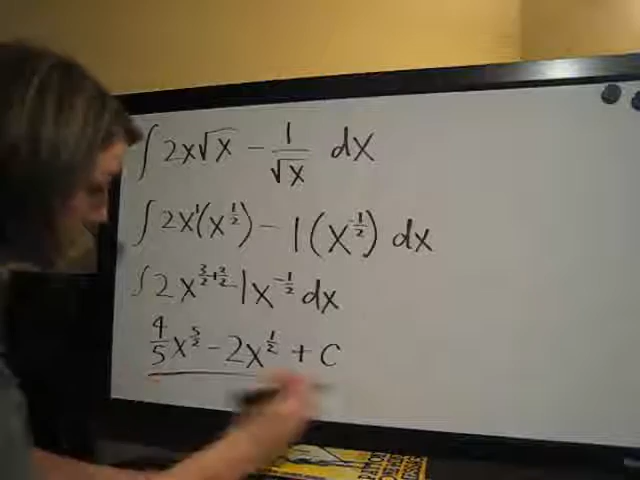 ∫ 2x√x − 1/√x dx
∫ 2x¹(x^(1/2)) − 1(x^(-1/2)) dx
∫ 2x^(3/2+2/2) − 1x^(-1/2) dx
4/5 x^(5/2) − 2x^(1/2) + C